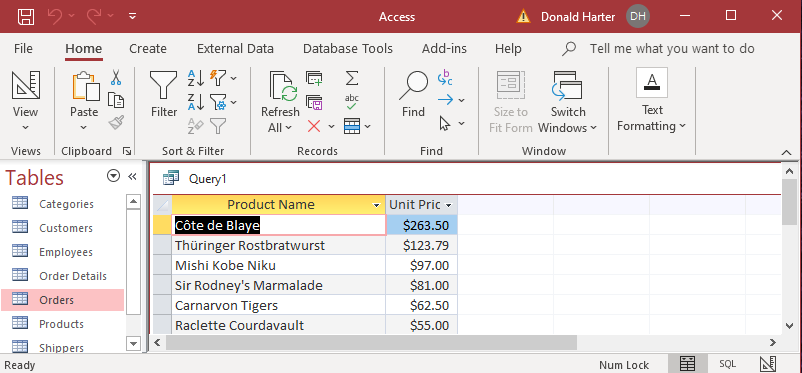 Access
Donald Harter
DH
File Home Create External Data Database Tools Add-ins Help Tell me what you want to do
View
Views
Paste
Clipboard
Filter
Sort & Filter
Refresh
All
Records
Find
Find
Size to
Fit Form
Switch
Windows
Window
Text
Formatting
Tables
Categories
Customers
Employees
Order Details
Orders
Products
Shippers
Query1
Product Name Unit Pric
Côte de Blaye $263.50
Thüringer Rostbratwurst $123.79
Mishi Kobe Niku $97.00
Sir Rodney's Marmalade $81.00
Carnarvon Tigers $62.50
Raclette Courdavault $55.00
Ready
Num Lock
SQL